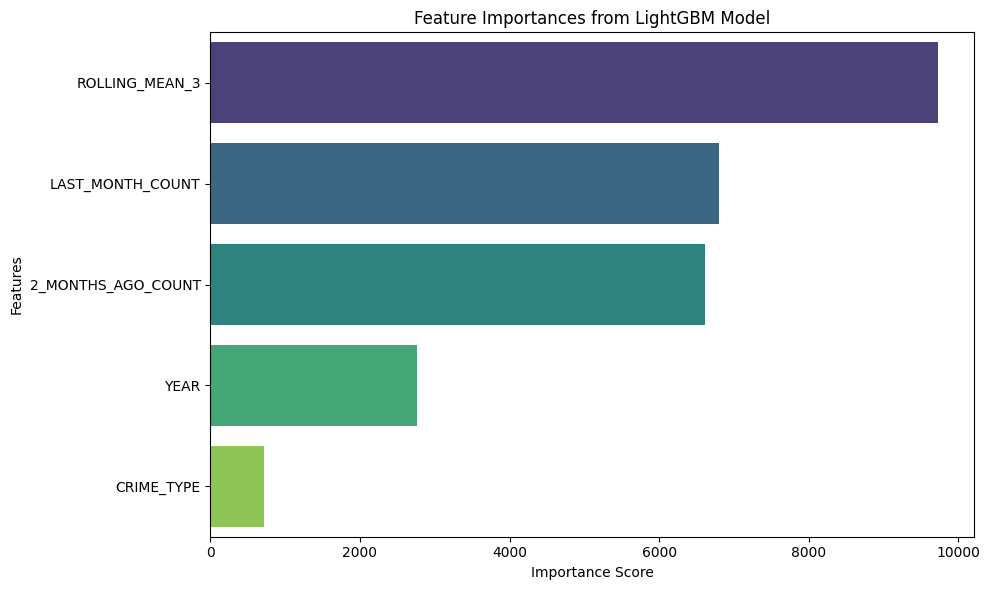 Feature Importances from LightGBM Model
Features
ROLLING_MEAN_3
LAST_MONTH_COUNT
2_MONTHS_AGO_COUNT
YEAR
CRIME_TYPE
0 2000 4000 6000 8000 10000
Importance Score